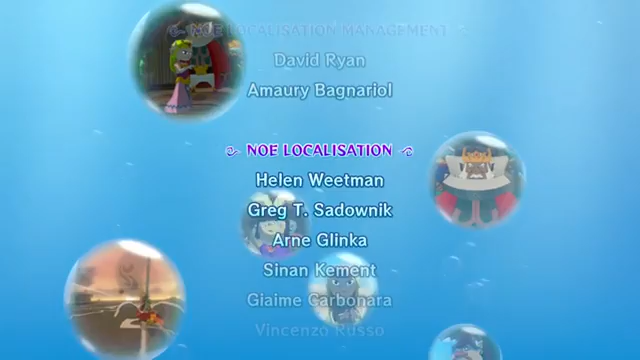 NOE LOCALISATION MANAGEMENT
David Ryan
Amaury Bagnariol
NOE LOCALISATION
Helen Weetman
Greg T. Sadownik
Arne Glinka
Sinan Kement
Giaime Carbonara
Vincenzo Russo